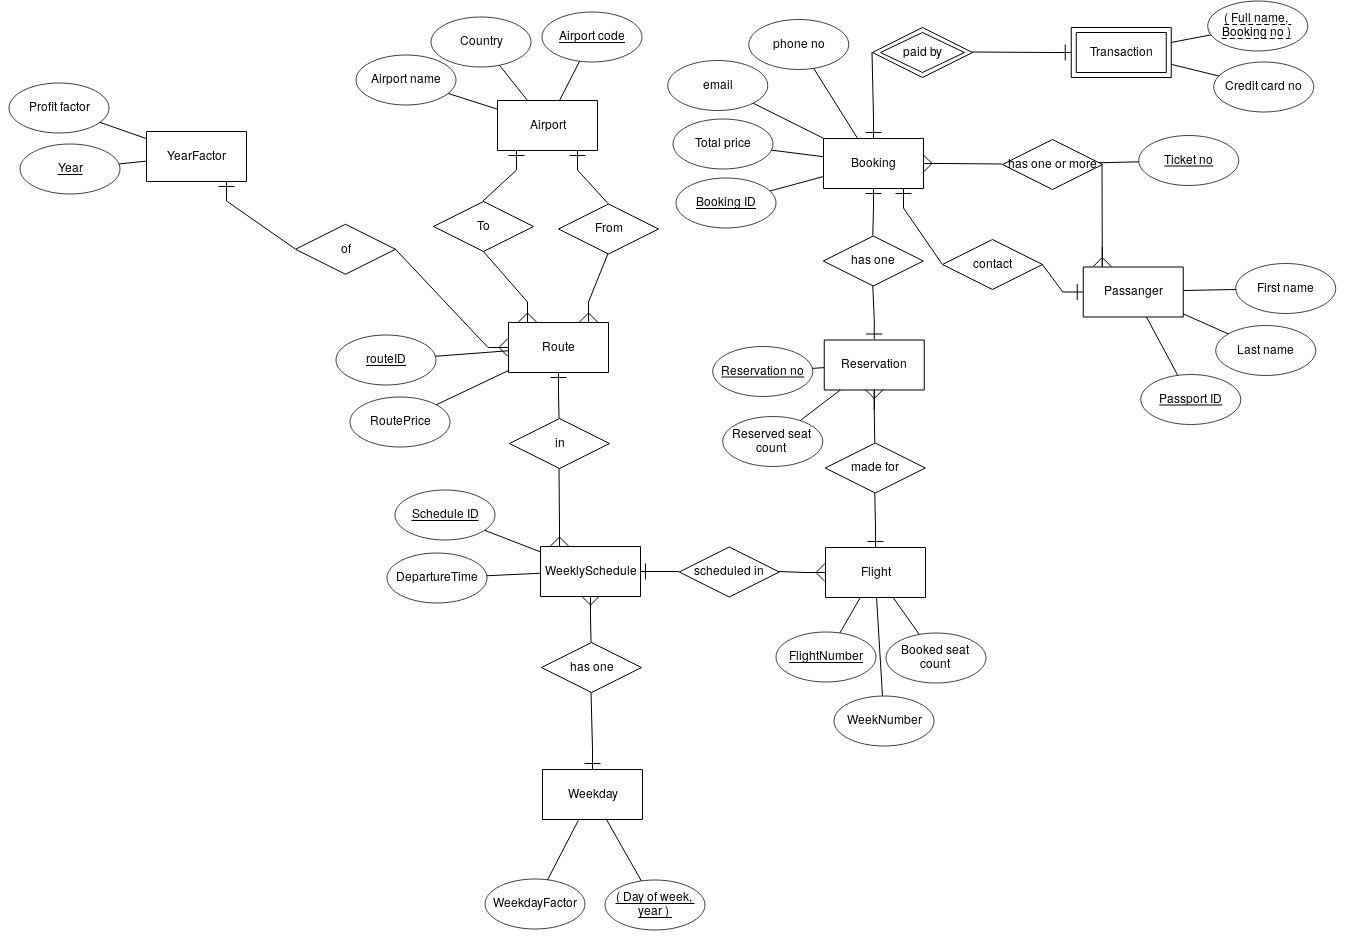 ( Full name,
Booking no )
Country
Airport code
phone no
paid by
Transaction
Airport name
email
Credit card no
Profit factor
Airport
Total price
Booking
has one or more
Ticket no
YearFactor
Year
Booking ID
To
From
of
has one
contact
Passanger
First name
Route
Last name
routeID
Reservation no
Reservation
Passport ID
RoutePrice
in
Reserved seat
count
made for
Schedule ID
DepartureTime
WeeklySchedule
scheduled in
Flight
FlightNumber
Booked seat
count
has one
WeekNumber
Weekday
WeekdayFactor
( Day of week,
year )